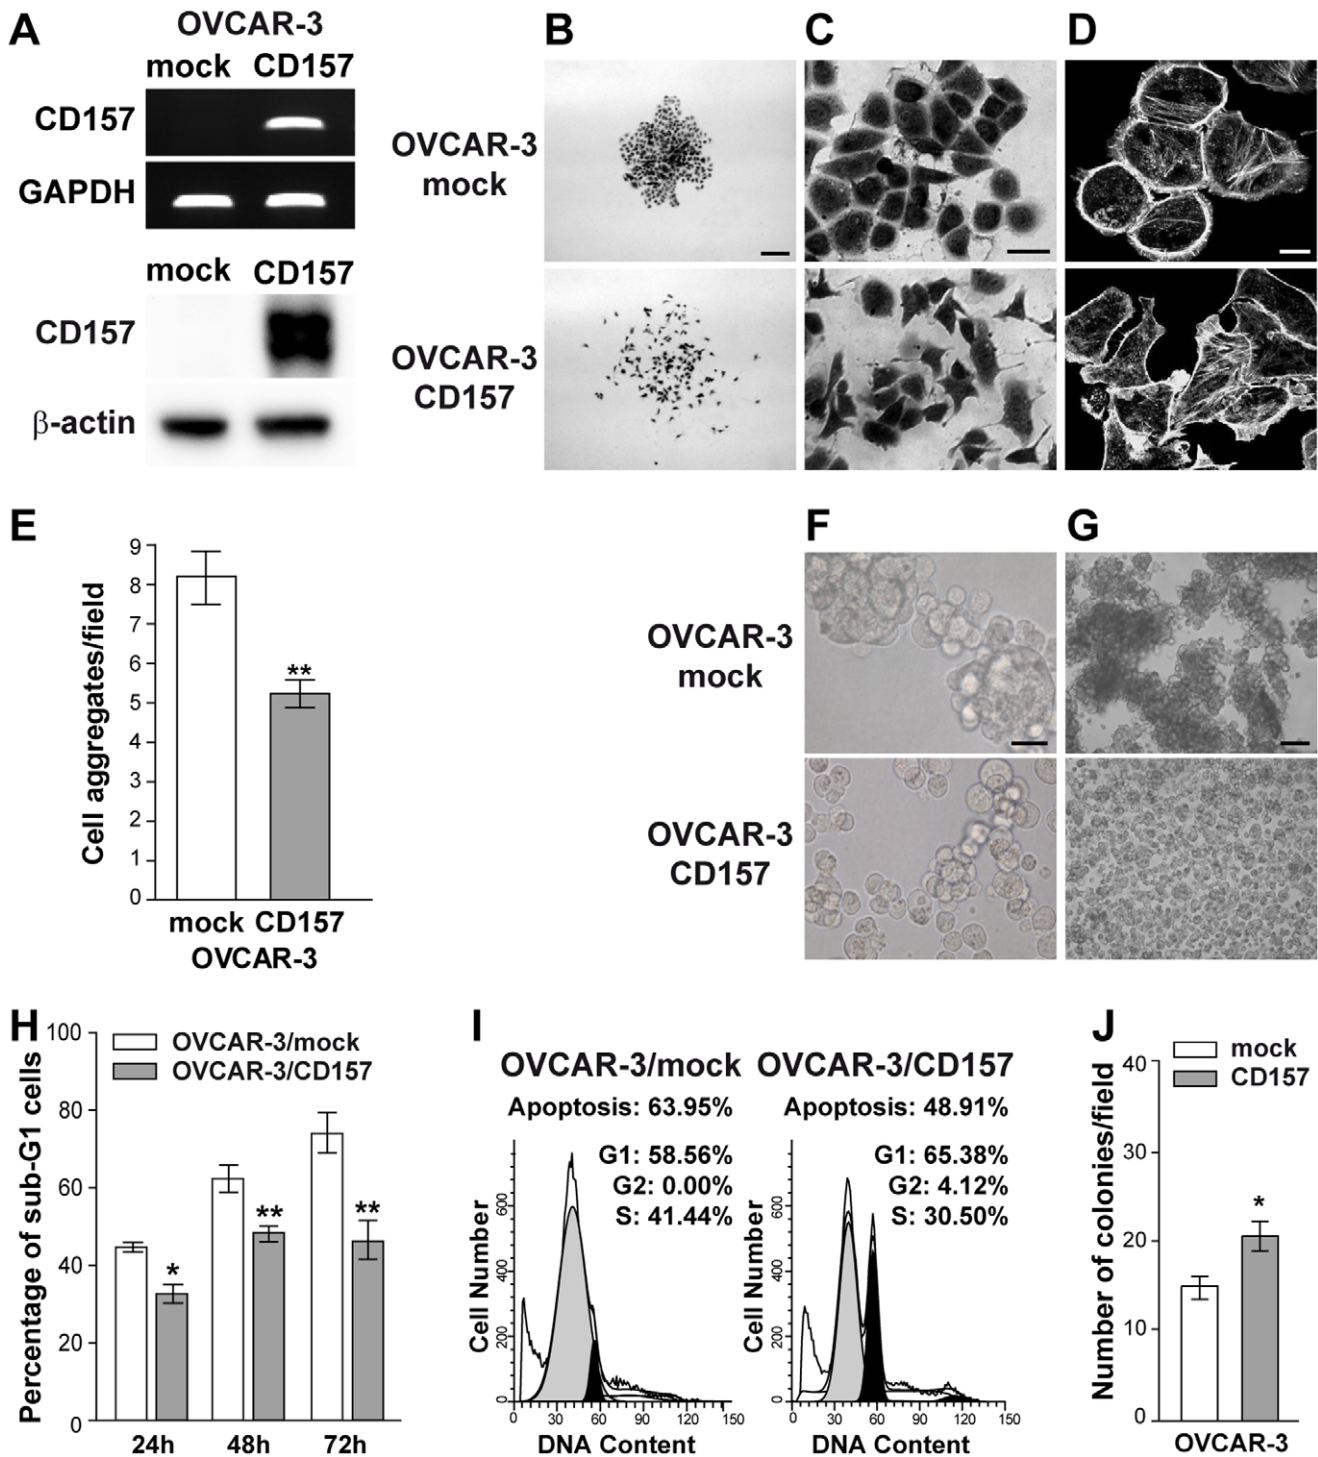 A
OVCAR-3
mock CD157
CD157
GAPDH
mock CD157
CD157
β-actin
B
C
D
OVCAR-3
mock
OVCAR-3
CD157
E
Cell aggregates/field
9
8
7
6
5
4
3
2
1
0
**
mock CD157
OVCAR-3
F
G
OVCAR-3
mock
OVCAR-3
CD157
H
Percentage of sub-G1 cells
100
80
60
40
20
0
OVCAR-3/mock
OVCAR-3/CD157
*
**
**
24h 48h 72h
I
OVCAR-3/mock
Apoptosis: 63.95%
G1: 58.56%
G2: 0.00%
S: 41.44%
Cell Number
600
400
200
0
0 30 60 90 120 150
DNA Content
OVCAR-3/CD157
Apoptosis: 48.91%
G1: 65.38%
G2: 4.12%
S: 30.50%
Cell Number
600
400
200
0
0 30 60 90 120 150
DNA Content
J
mock
CD157
Number of colonies/field
40
30
20
10
0
*
OVCAR-3